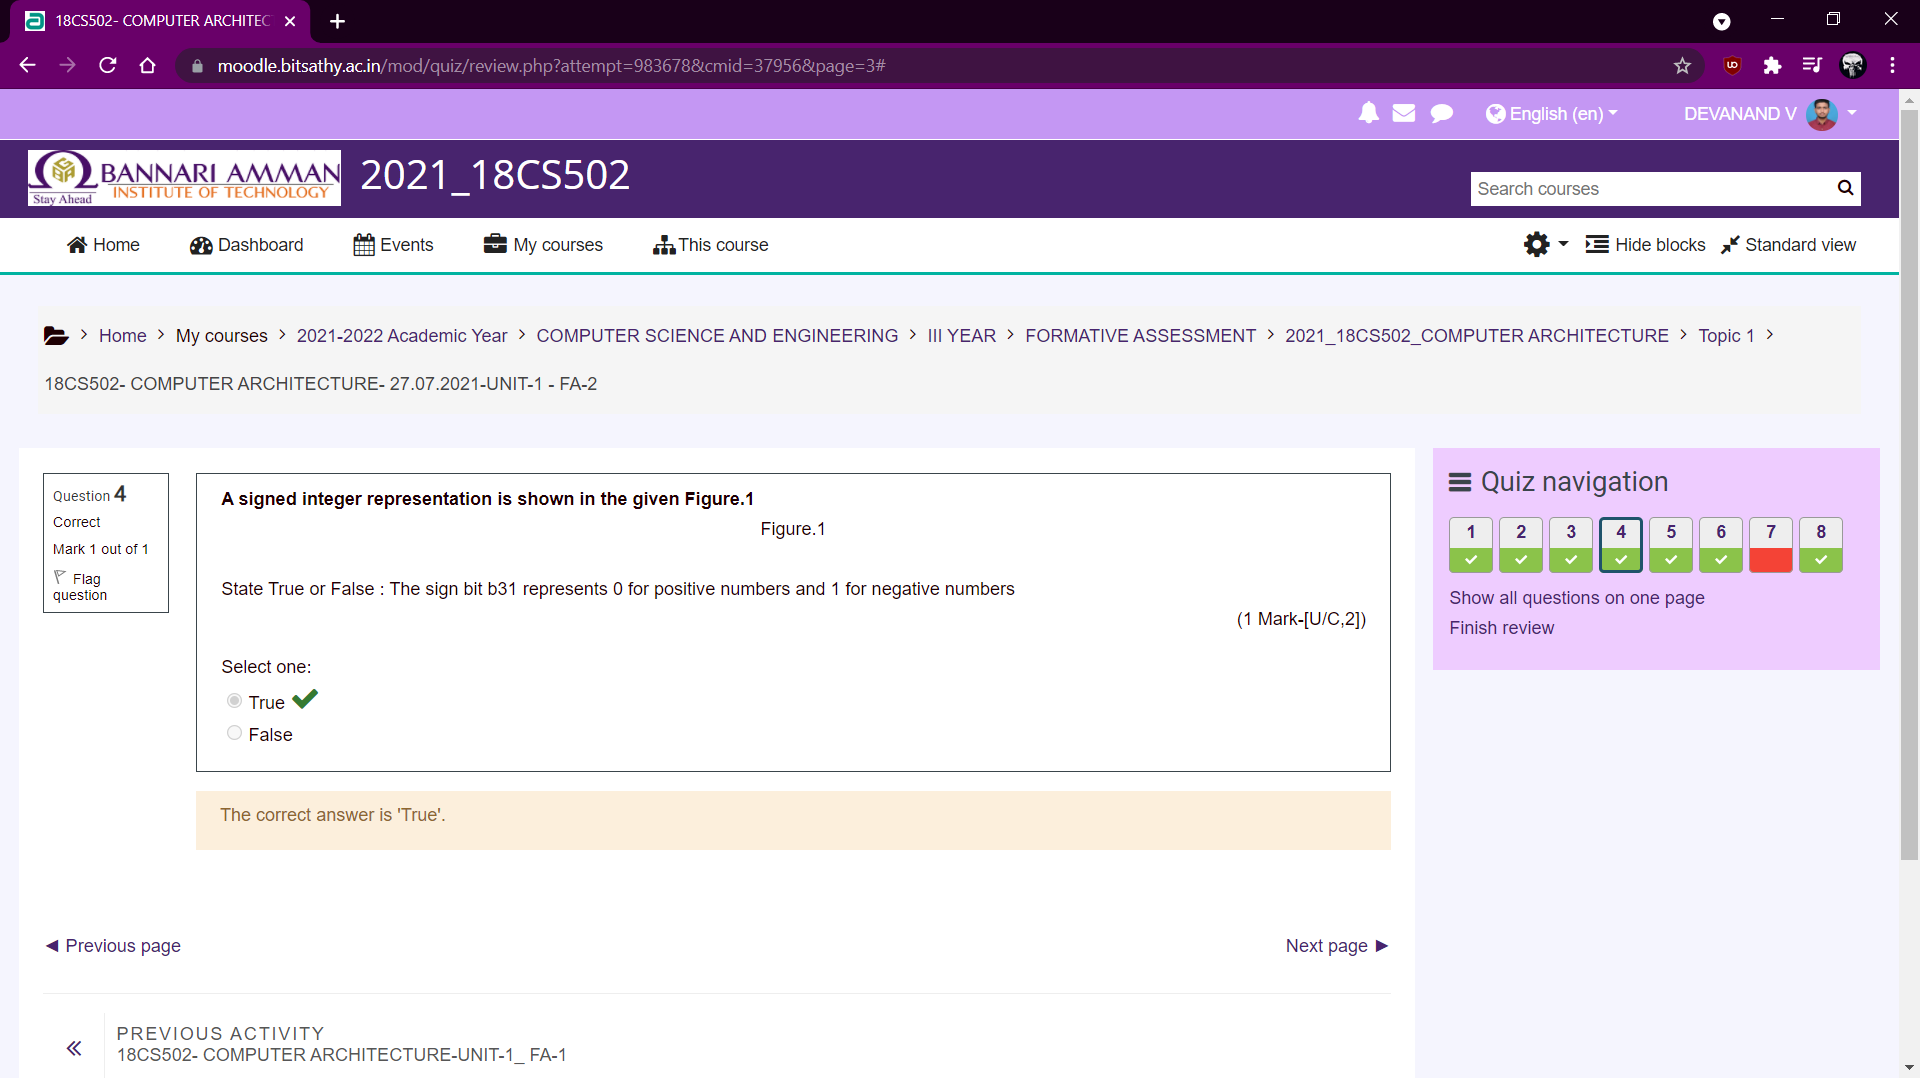 18CS502- COMPUTER ARCHITEC
moodle.bitsathy.ac.in/mod/quiz/review.php?attempt=983678&cmid=37956&page=3#
English (en)
DEVANAND V
BANNARI AMMAN
INSTITUTE OF TECHNOLOGY
Stay Ahead
2021_18CS502
Search courses
Home
Dashboard
Events
My courses
This course
Hide blocks
Standard view
Home > My courses > 2021-2022 Academic Year > COMPUTER SCIENCE AND ENGINEERING > III YEAR > FORMATIVE ASSESSMENT > 2021_18CS502_COMPUTER ARCHITECTURE > Topic 1 >
18CS502- COMPUTER ARCHITECTURE- 27.07.2021-UNIT-1 - FA-2
Question 4
Correct
Mark 1 out of 1
Flag
question
A signed integer representation is shown in the given Figure.1
Figure.1
State True or False : The sign bit b31 represents 0 for positive numbers and 1 for negative numbers
(1 Mark-[U/C,2])
Select one:
True
False
The correct answer is 'True'.
Quiz navigation
1 2 3 4 5 6 7 8
Show all questions on one page
Finish review
◄ Previous page
Next page ►
PREVIOUS ACTIVITY
18CS502- COMPUTER ARCHITECTURE-UNIT-1_ FA-1